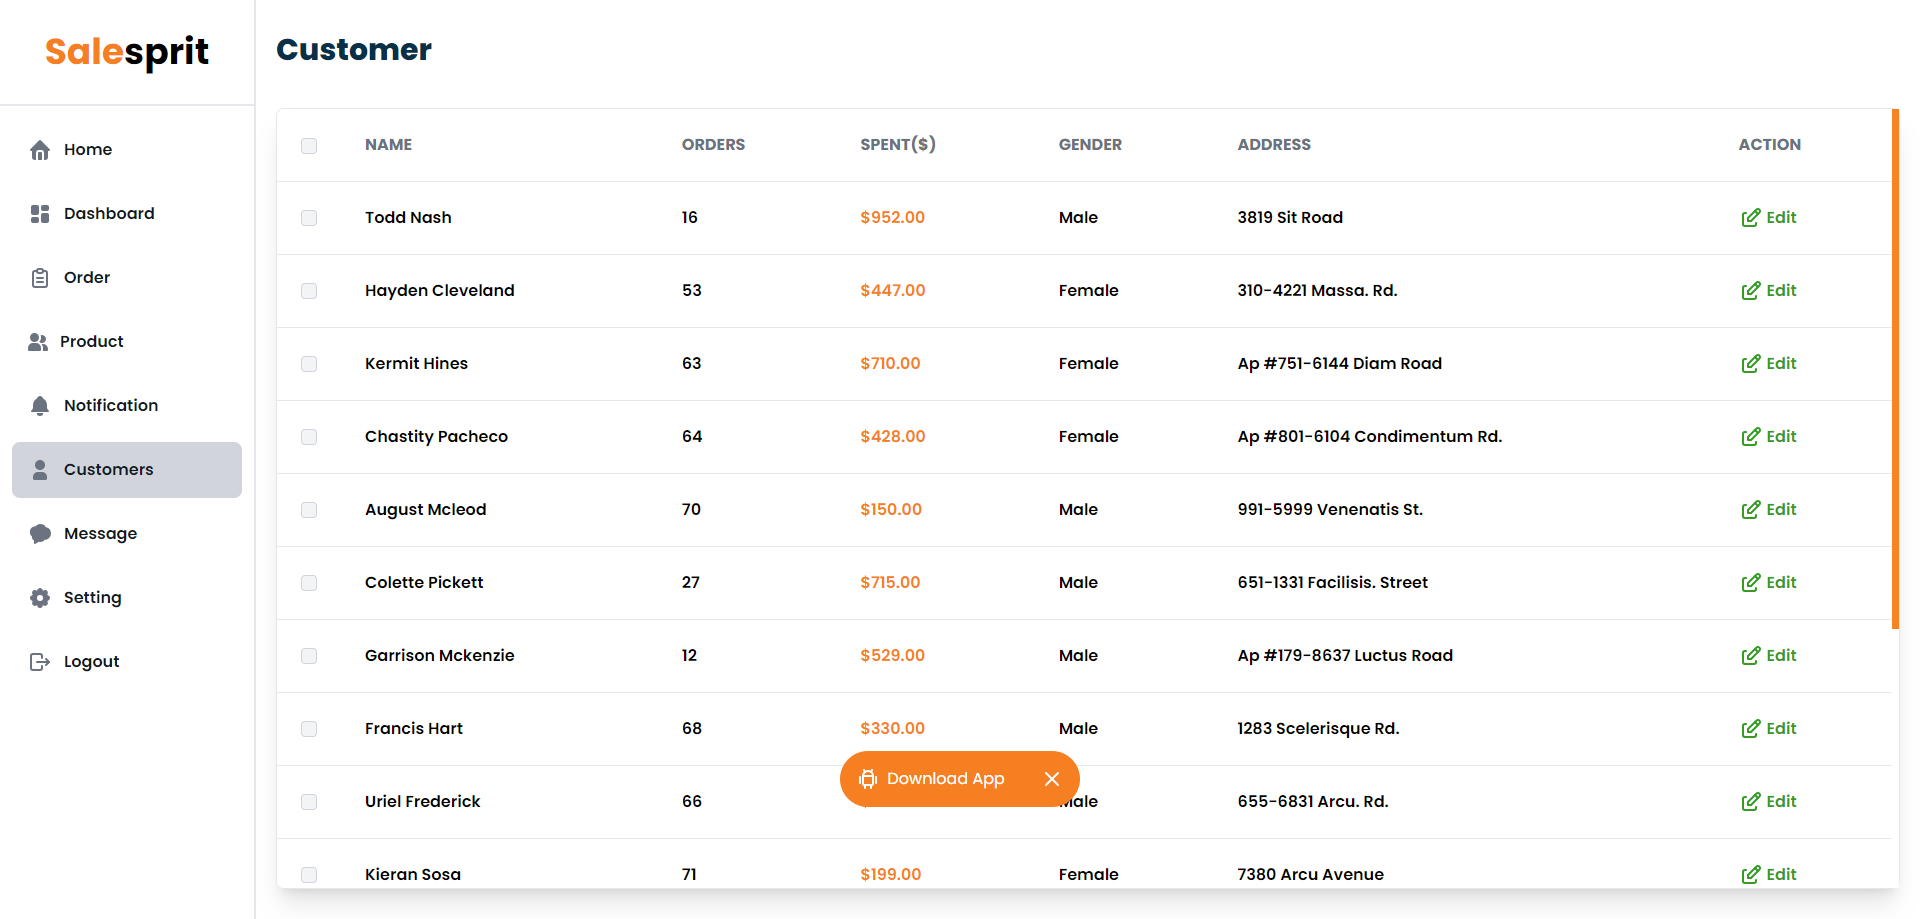 Salesprit
Home
Dashboard
Order
Product
Notification
Customers
Message
Setting
Logout
Customer
NAME ORDERS SPENT($) GENDER ADDRESS ACTION
Todd Nash 16 $952.00 Male 3819 Sit Road Edit
Hayden Cleveland 53 $447.00 Female 310-4221 Massa. Rd. Edit
Kermit Hines 63 $710.00 Female Ap #751-6144 Diam Road Edit
Chastity Pacheco 64 $428.00 Female Ap #801-6104 Condimentum Rd. Edit
August Mcleod 70 $150.00 Male 991-5999 Venenatis St. Edit
Colette Pickett 27 $715.00 Male 651-1331 Facilisis. Street Edit
Garrison Mckenzie 12 $529.00 Male Ap #179-8637 Luctus Road Edit
Francis Hart 68 $330.00 Male 1283 Scelerisque Rd. Edit
Download App
Uriel Frederick 66 Male 655-6831 Arcu. Rd. Edit
Kieran Sosa 71 $199.00 Female 7380 Arcu Avenue Edit